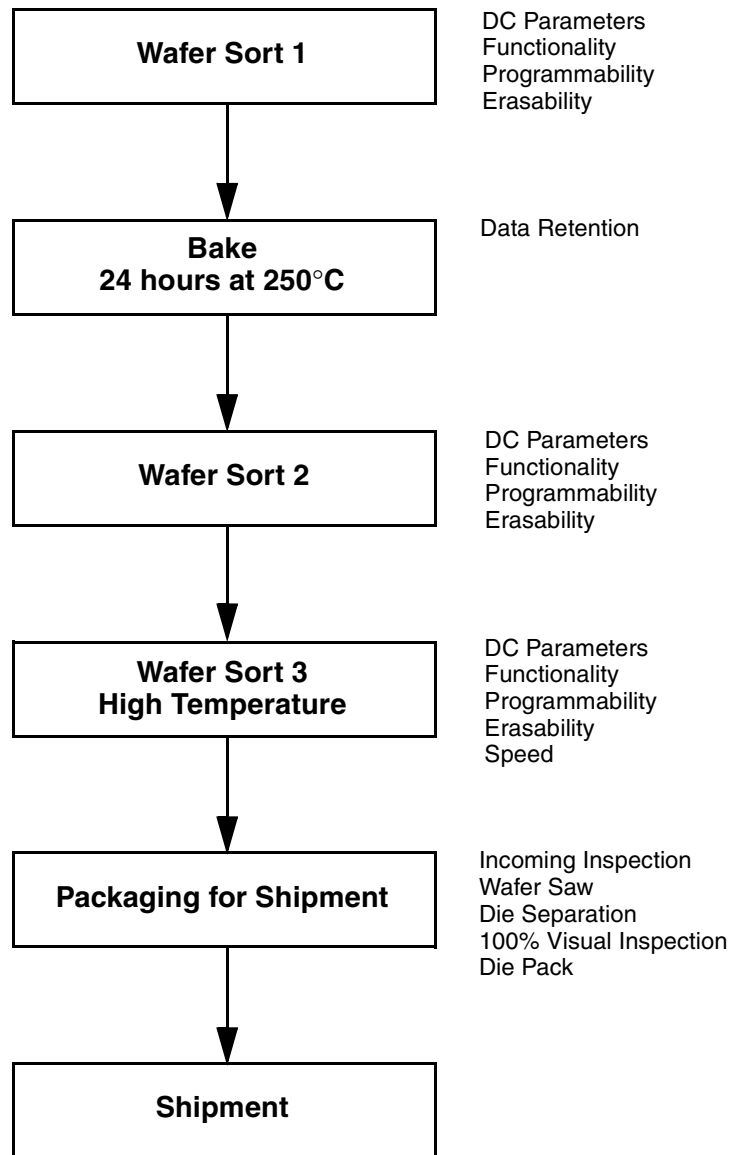 Wafer Sort 1
DC Parameters
Functionality
Programmability
Erasability
Bake
24 hours at 250°C
Data Retention
Wafer Sort 2
DC Parameters
Functionality
Programmability
Erasability
Wafer Sort 3
High Temperature
DC Parameters
Functionality
Programmability
Erasability
Speed
Packaging for Shipment
Incoming Inspection
Wafer Saw
Die Separation
100% Visual Inspection
Die Pack
Shipment